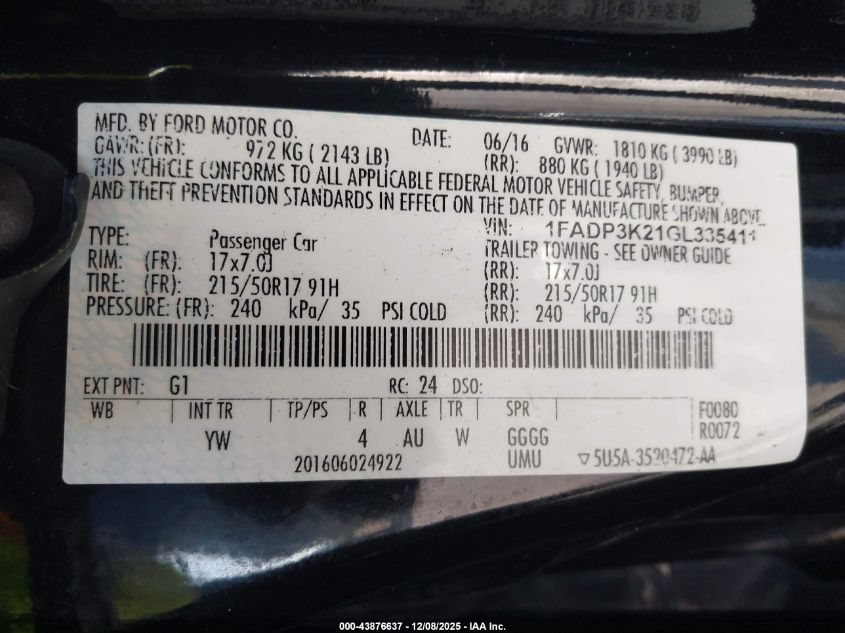 MFD. BY FORD MOTOR CO.
DATE: 06/16 GVWR: 1810 KG ( 3990 LB)
GAWR: (FR): 972 KG ( 2143 LB) (RR): 880 KG ( 1940 LB)
THIS VEHICLE CONFORMS TO ALL APPLICABLE FEDERAL MOTOR VEHICLE SAFETY, BUMPER,
AND THEFT PREVENTION STANDARDS IN EFFECT ON THE DATE OF MANUFACTURE SHOWN ABOVE
VIN: 1FADP3K21GL335411
TYPE: Passenger Car TRAILER TOWING - SEE OWNER GUIDE
RIM: (FR): 17x7.0J (RR): 17x7.0J
TIRE: (FR): 215/50R17 91H (RR): 215/50R17 91H
PRESSURE: (FR): 240 kPa/ 35 PSI COLD (RR): 240 kPa/ 35 PSI COLD
EXT PNT: G1 RC: 24 DSO:
WB INT TR TP/PS R AXLE TR SPR F0080
R0072
YW 4 AU W GGGG
201606024922 UMU ▽5U5A-3520472-AA
000-43876637 - 12/08/2025 - IAA Inc.